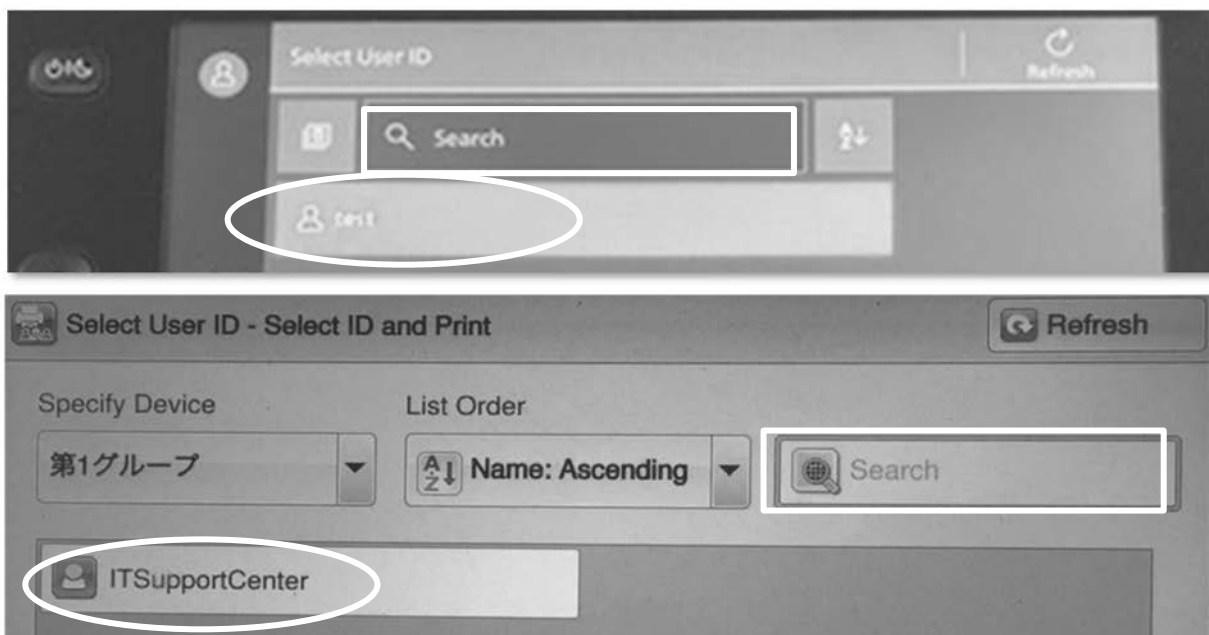 Select User ID
Refresh
Search
test
Select User ID - Select ID and Print
Refresh
Specify Device
List Order
第1グループ
Name: Ascending
Search
ITSupportCenter